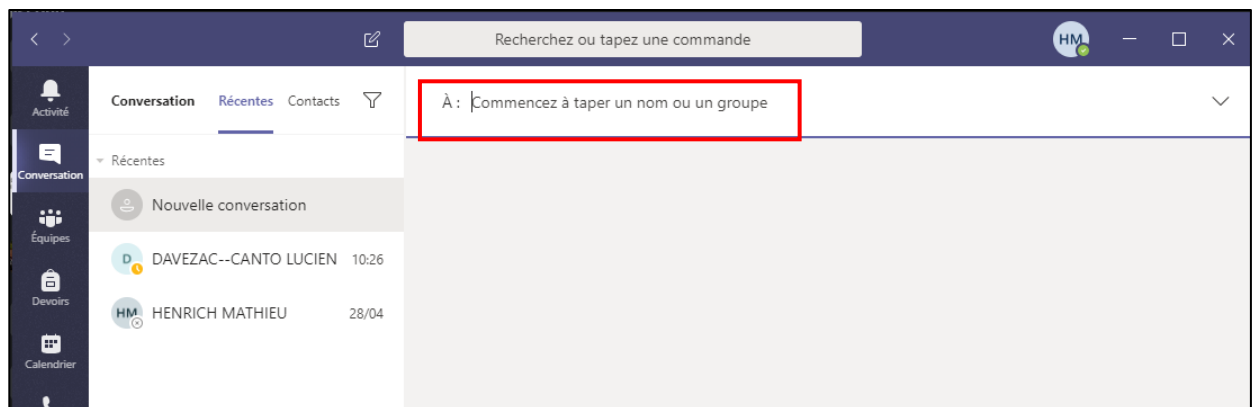 Recherchez ou tapez une commande
HM
Activité
Conversation
Équipes
Devoirs
Calendrier
Conversation Récentes Contacts
Récentes
Nouvelle conversation
D DAVEZAC--CANTO LUCIEN 10:26
HM HENRICH MATHIEU 28/04
À : Commencez à taper un nom ou un groupe